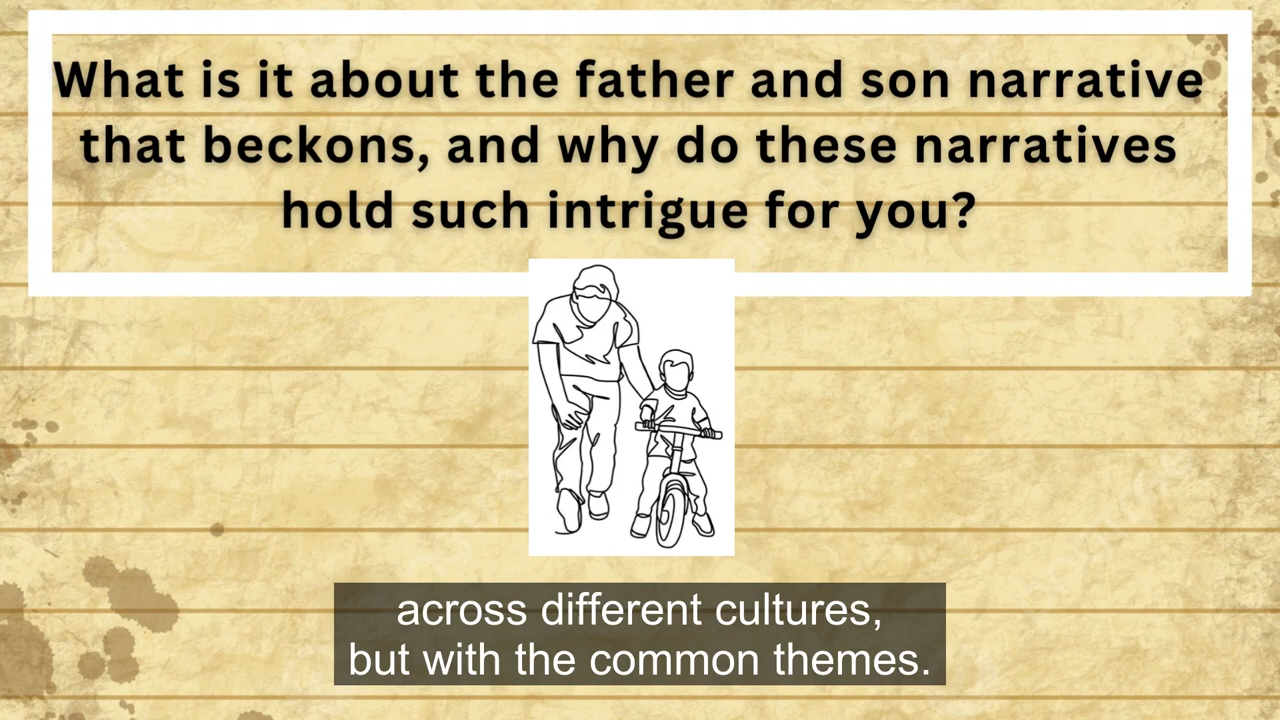 What is it about the father and son narrative
that beckons, and why do these narratives
hold such intrigue for you?
across different cultures,
but with the common themes.